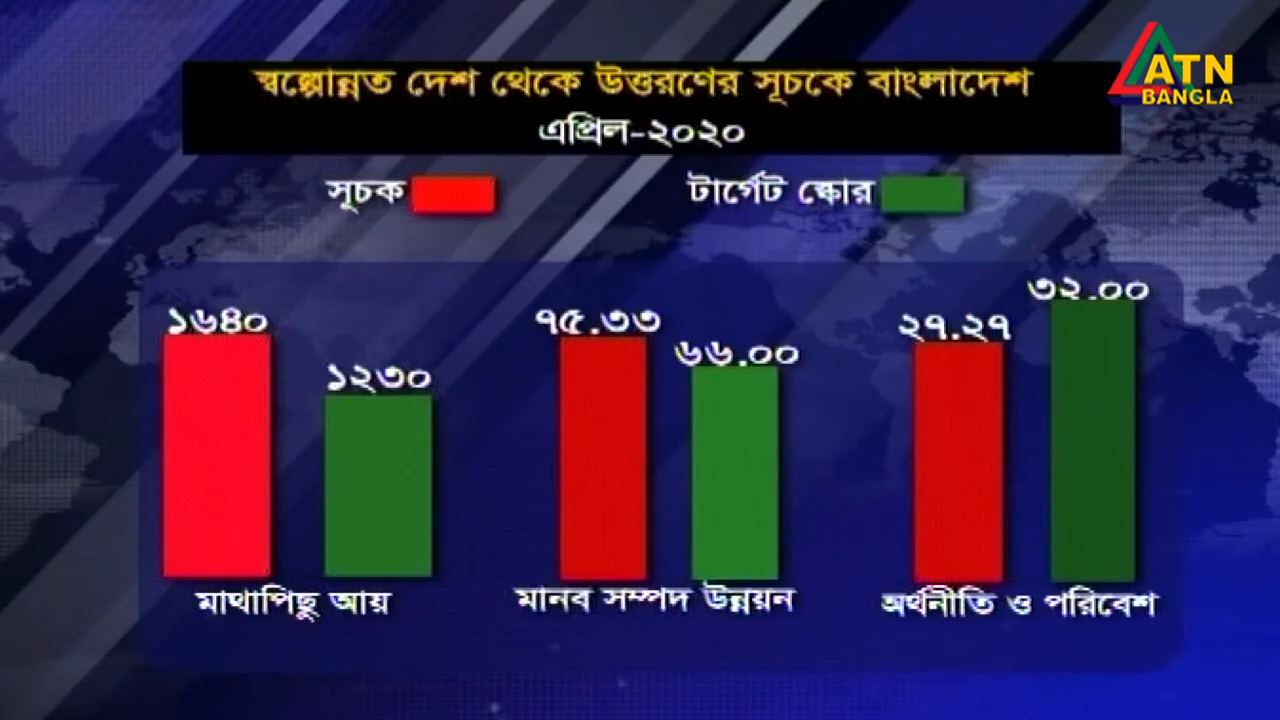 স্বল্পোন্নত দেশ থেকে উত্তরণের সূচকে বাংলাদেশ
এপ্রিল-২০২০
ATN
BANGLA
সূচক
টার্গেট স্কোর
১৬৪০
১২৩০
৭৫.৩৩
৬৬.০০
২৭.২৭
৩২.০০
মাথাপিছু আয়
মানব সম্পদ উন্নয়ন
অর্থনীতি ও পরিবেশ